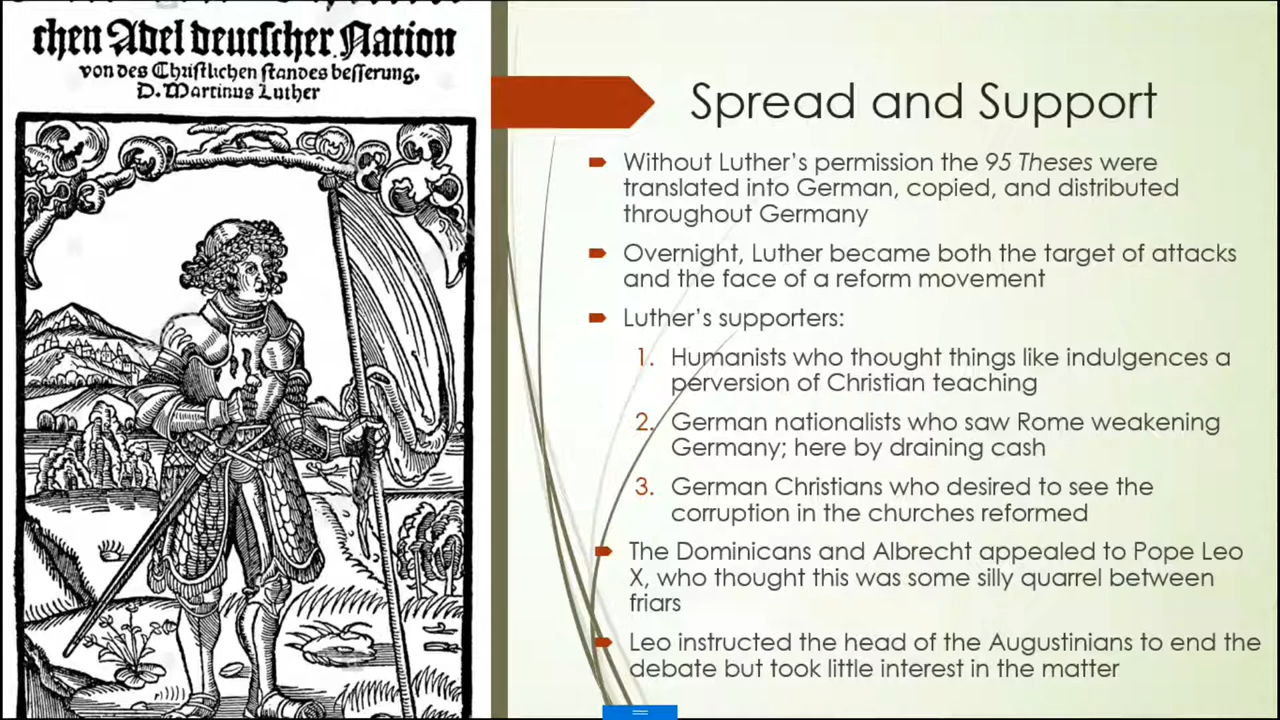 chen Adel deutscher Nation
von des Christlichen standes besserung.
D. Martinus Luther
Spread and Support
Without Luther's permission the 95 Theses were
translated into German, copied, and distributed
throughout Germany
Overnight, Luther became both the target of attacks
and the face of a reform movement
Luther's supporters:
1. Humanists who thought things like indulgences a
perversion of Christian teaching
2. German nationalists who saw Rome weakening
Germany; here by draining cash
3. German Christians who desired to see the
corruption in the churches reformed
The Dominicans and Albrecht appealed to Pope Leo
X, who thought this was some silly quarrel between
friars
Leo instructed the head of the Augustinians to end the
debate but took little interest in the matter